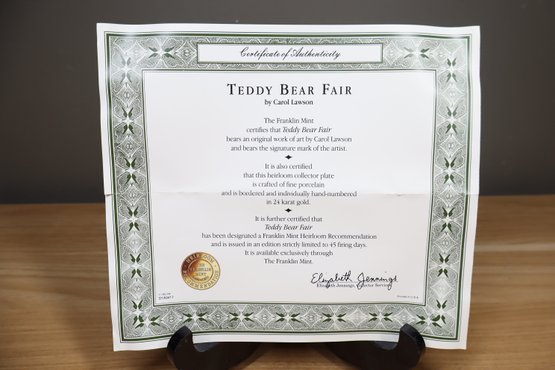 Certificate of Authenticity
TEDDY BEAR FAIR
by Carol Lawson
The Franklin Mint
certifies that Teddy Bear Fair
bears an original work of art by Carol Lawson
and bears the signature mark of the artist.
It is also certified
that this heirloom collector plate
is crafted of fine porcelain
and is bordered and individually hand-numbered
in 24 karat gold.
It is further certified that
Teddy Bear Fair
has been designated a Franklin Mint Heirloom Recommendation
and is issued in an edition strictly limited to 45 firing days.
It is available exclusively through
The Franklin Mint.
Elizabeth Jennings
Elizabeth Jennings, Director Services